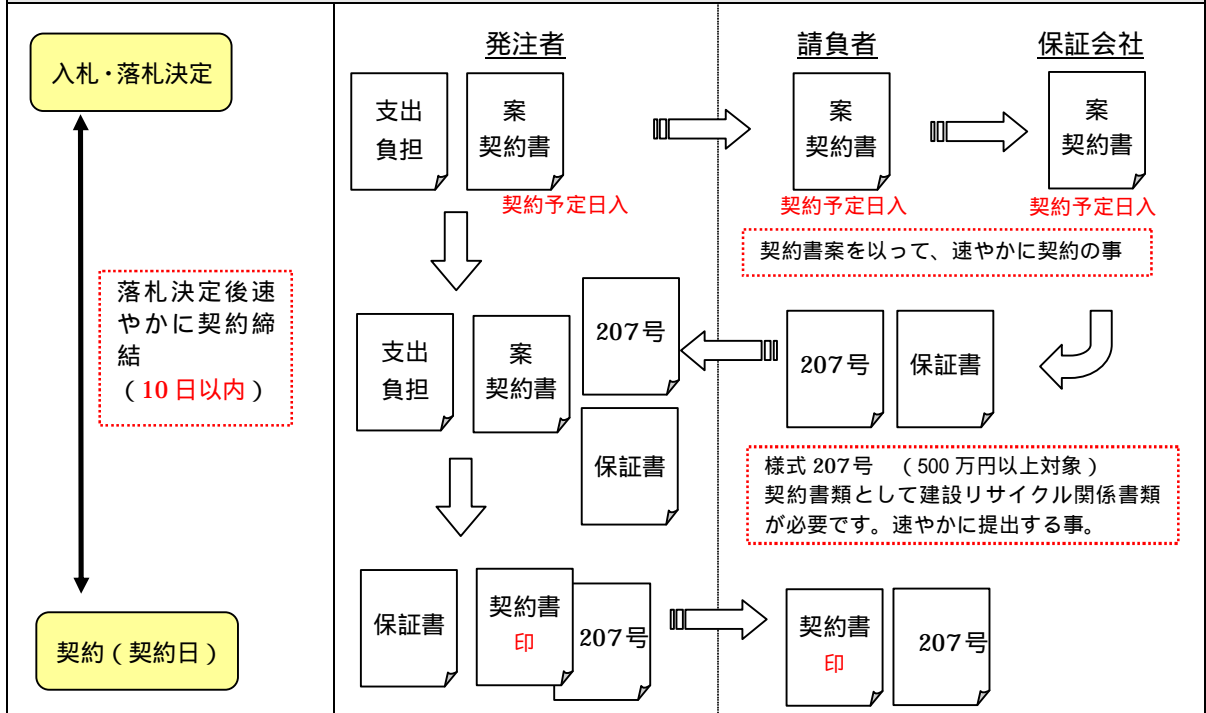 発注者
請負者
保証会社
入札・落札決定
支出
負担
案
契約書
契約予定日入
案
契約書
契約予定日入
案
契約書
契約予定日入
契約書案を以って、速やかに契約の事
落札決定後速
やかに契約締
結
（10日以内）
支出
負担
案
契約書
207号
保証書
207号
保証書
様式 207号　（500 万円以上対象）
契約書類として建設リサイクル関係書類
が必要です。速やかに提出する事。
契約（契約日）
保証書
契約書
印
207号
契約書
印
207号